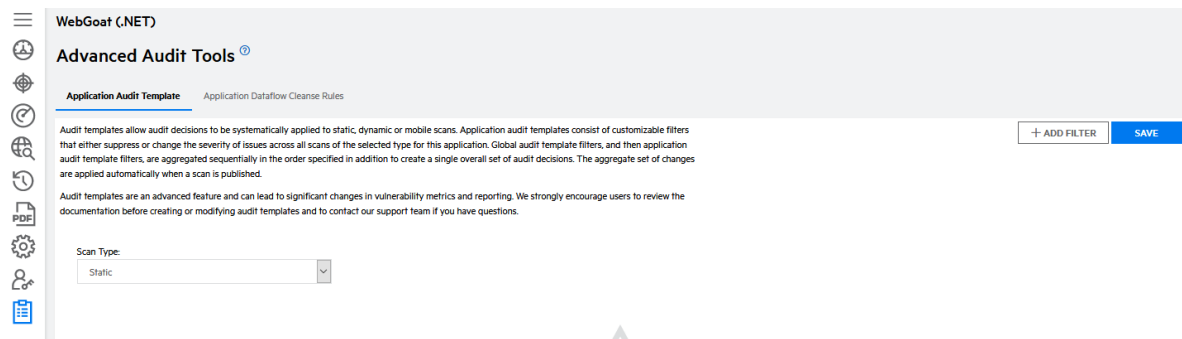 WebGoat (.NET)
Advanced Audit Tools ?
Application Audit Template Application Dataflow Cleanse Rules
Audit templates allow audit decisions to be systematically applied to static, dynamic or mobile scans. Application audit templates consist of customizable filters
that either suppress or change the severity of issues across all scans of the selected type for this application. Global audit template filters, and then application
audit template filters, are aggregated sequentially in the order specified in addition to create a single overall set of audit decisions. The aggregate set of changes
are applied automatically when a scan is published.
+ ADD FILTER SAVE
Audit templates are an advanced feature and can lead to significant changes in vulnerability metrics and reporting. We strongly encourage users to review the
documentation before creating or modifying audit templates and to contact our support team if you have questions.
PDF
Scan Type:
Static